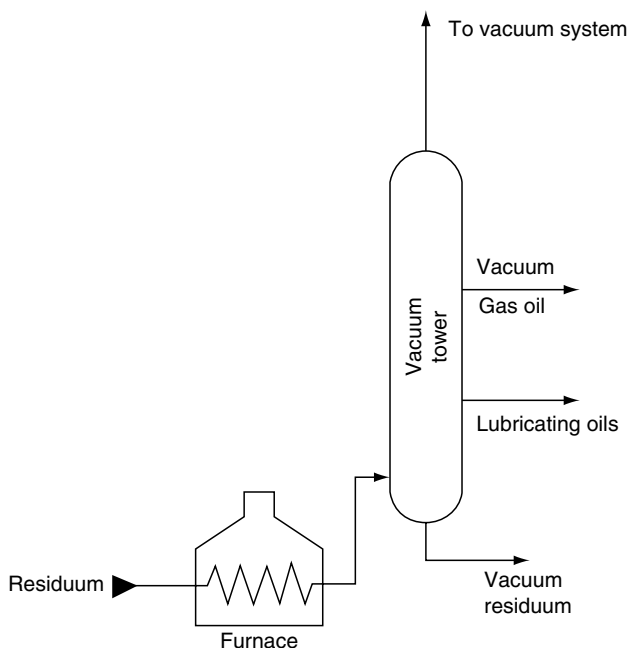 To vacuum system
Vacuum
Gas oil
Vacuum
tower
Lubricating oils
Residuum
Furnace
Vacuum
residuum